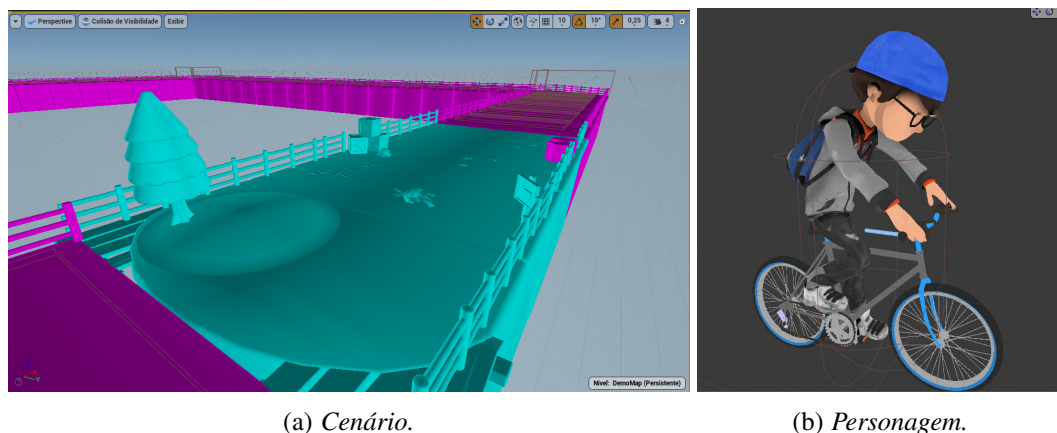 Perspective Colisão de Visibilidade Exibir 10 10° 0,25 4
Nível: DemoMap (Persistente)
(a) Cenário.
(b) Personagem.